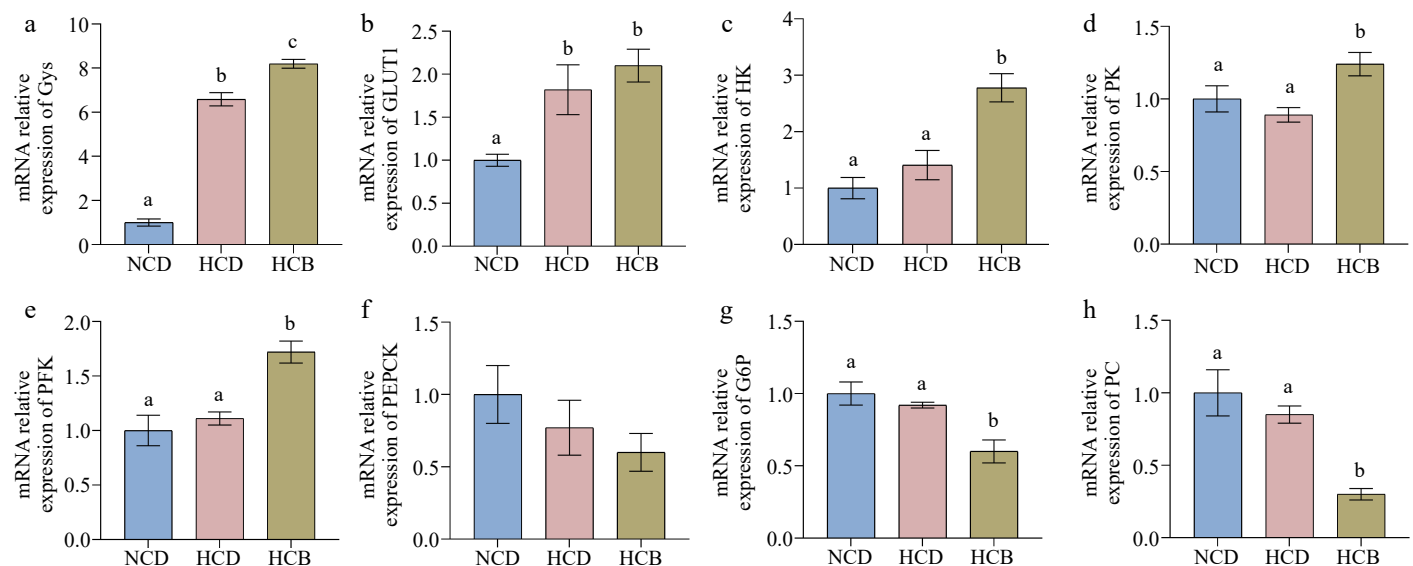 a
mRNA relative
expression of Gys
10
8
6
4
2
0
a
b
c
NCD HCD HCB
b
mRNA relative
expression of GLUT1
2.5
2.0
1.5
1.0
0.5
0.0
a
b
b
NCD HCD HCB
c
mRNA relative
expression of HK
4
3
2
1
0
a
a
b
NCD HCD HCB
d
mRNA relative
expression of PK
1.5
1.0
0.5
0.0
a
a
b
NCD HCD HCB
e
mRNA relative
expression of PFK
2.0
1.5
1.0
0.5
0.0
a
a
b
NCD HCD HCB
f
mRNA relative
expression of PEPCK
1.5
1.0
0.5
0.0
NCD HCD HCB
g
mRNA relative
expression of G6P
1.5
1.0
0.5
0.0
a
a
b
NCD HCD HCB
h
mRNA relative
expression of PC
1.5
1.0
0.5
0.0
a
a
b
NCD HCD HCB